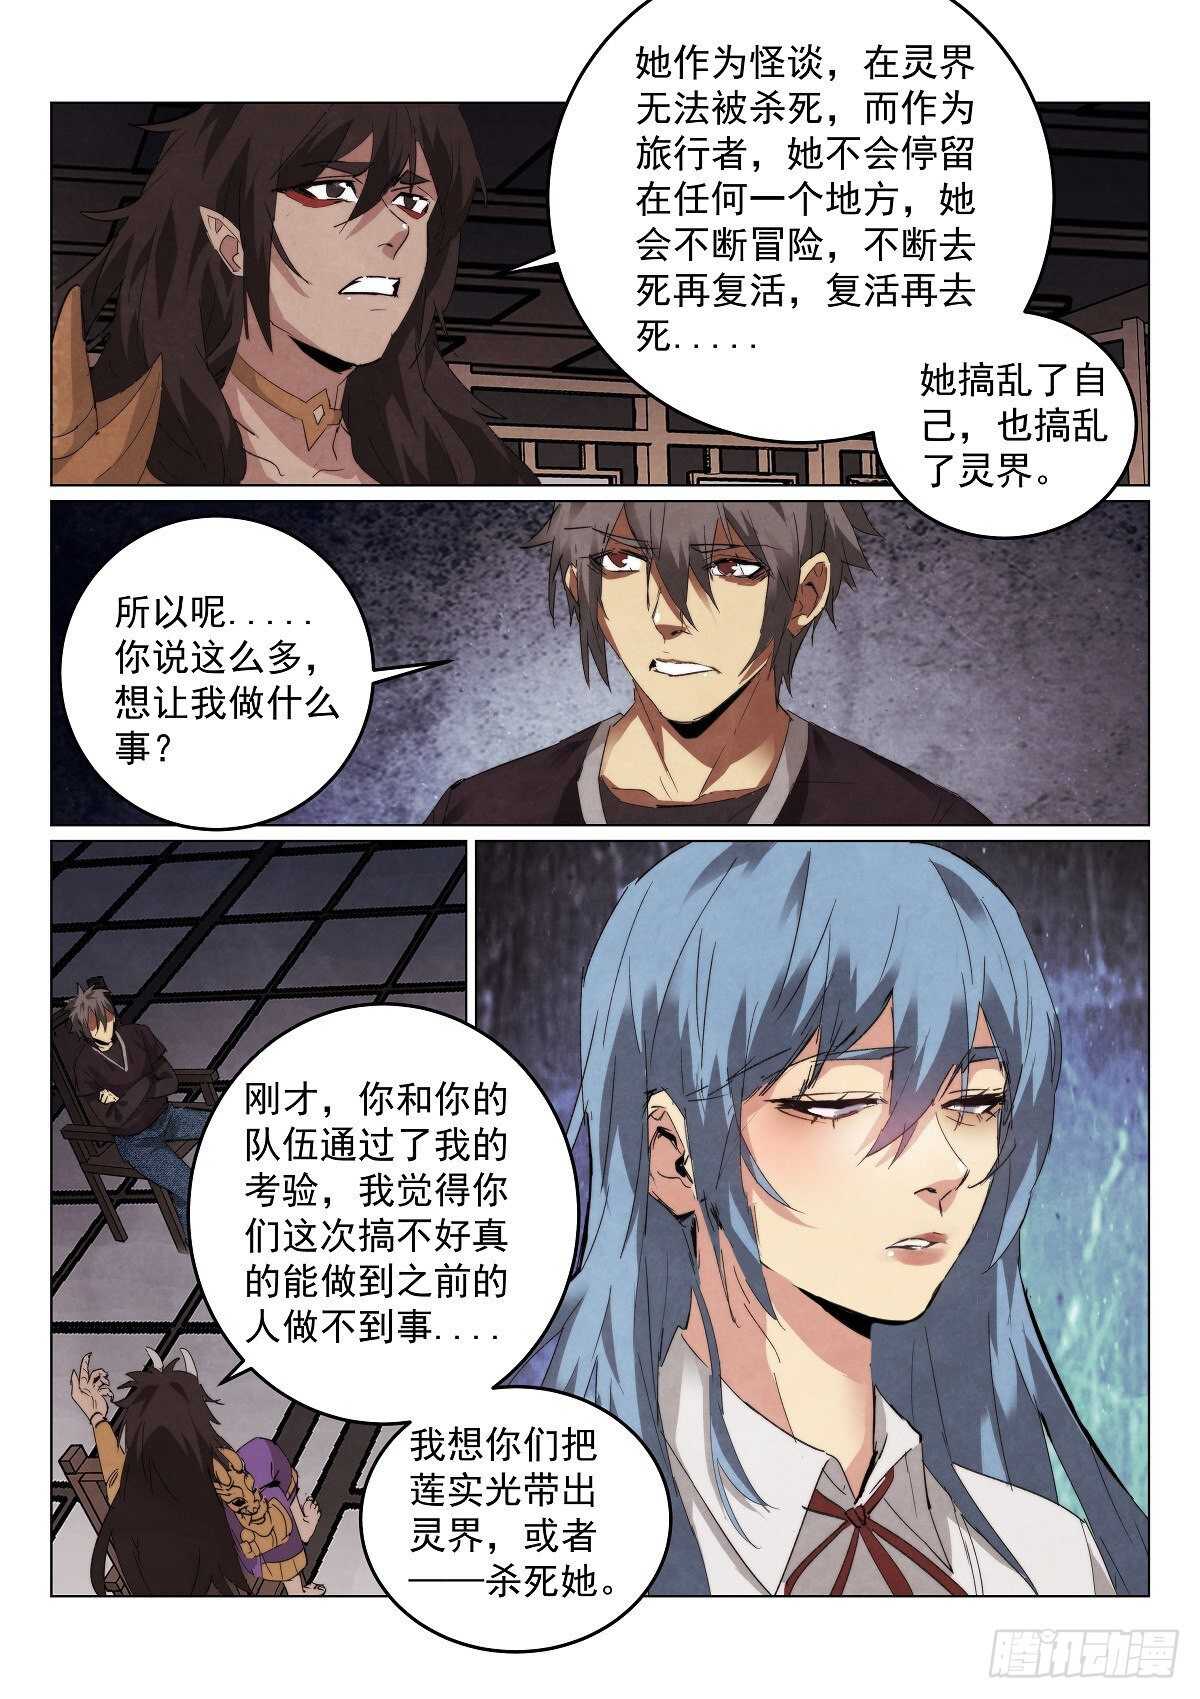 她作为怪谈，在灵界
无法被杀死，而作为
旅行者，她不会停留
在任何一个地方，她
会不断冒险，不断去
死再复活，复活再去
死.....
她搞乱了自
己，也搞乱
了灵界。
所以呢.....
你说这么多，
想让我做什么
事？
刚才，你和你的
队伍通过了我的
考验，我觉得你
们这次搞不好真
的能做到之前的
人做不到事....
我想你们把
莲实光带出
灵界，或者
——杀死她。
腾讯动漫